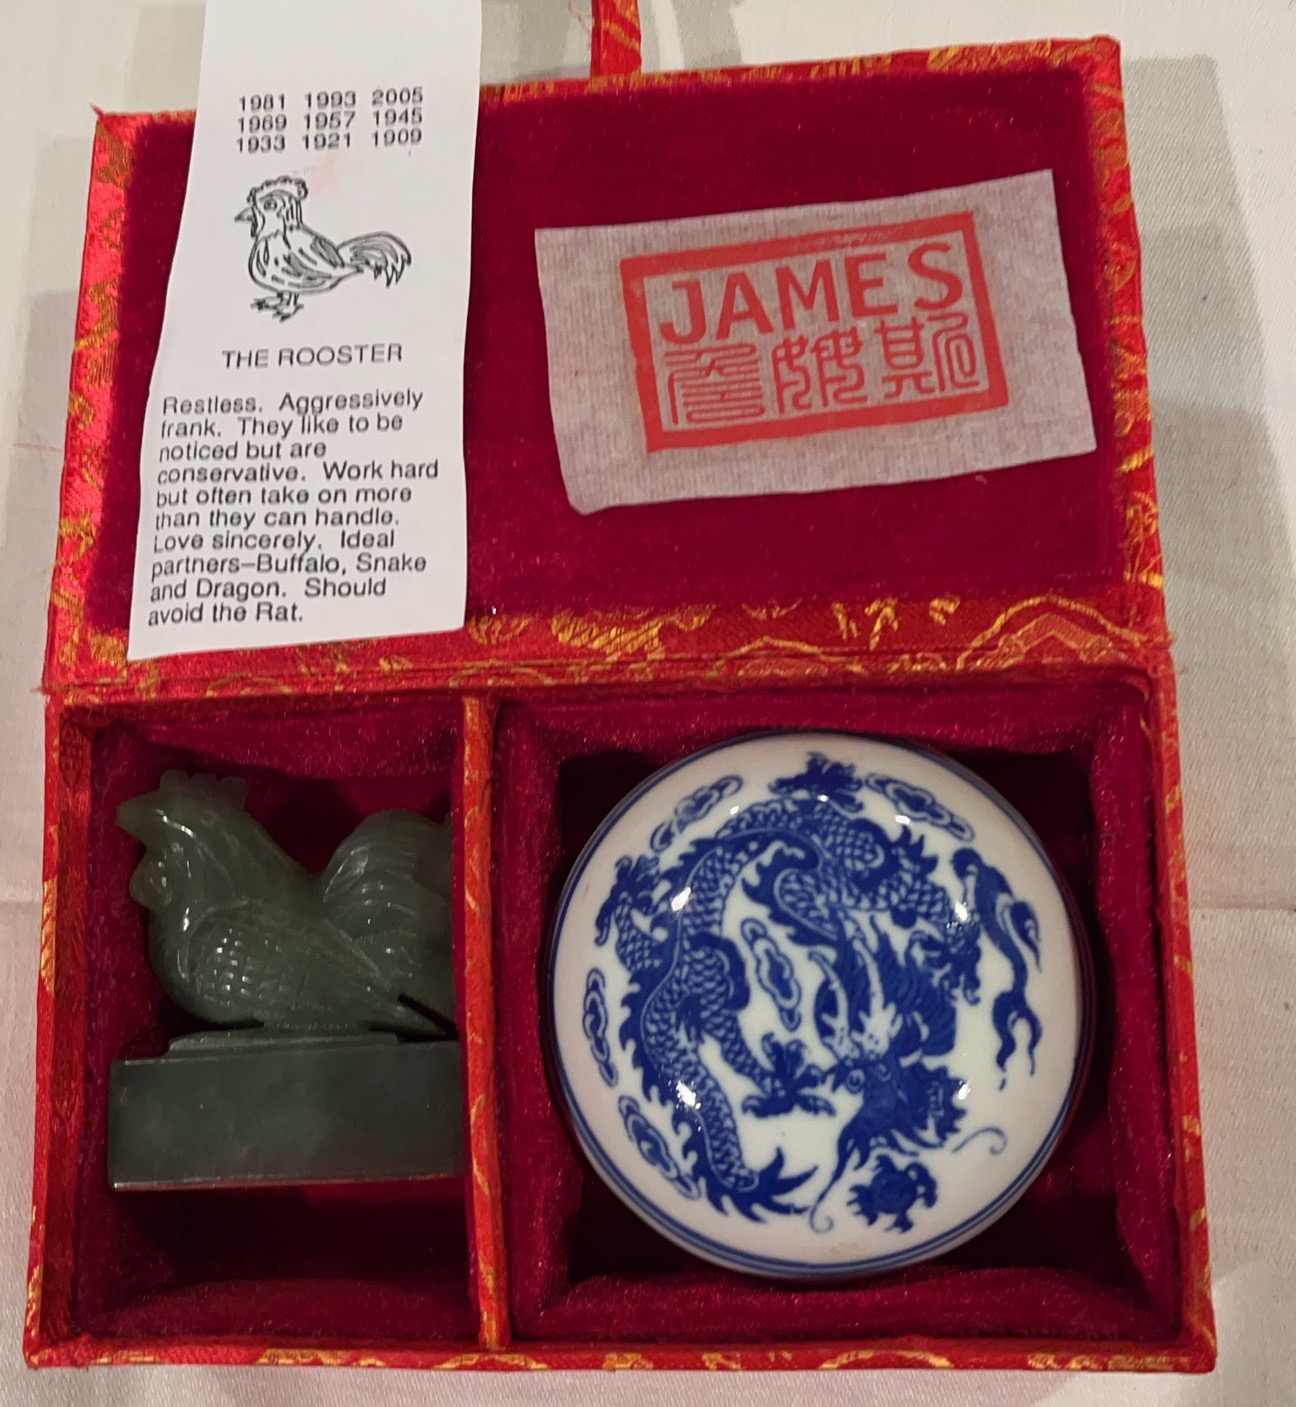 1981 1993 2005
1969 1957 1945
1933 1921 1909
THE ROOSTER
Restless. Aggressively
frank. They like to be
noticed but are
conservative. Work hard
but often take on more
than they can handle.
Love sincerely. Ideal
partners—Buffalo, Snake
and Dragon. Should
avoid the Rat.
JAMES
詹姆斯